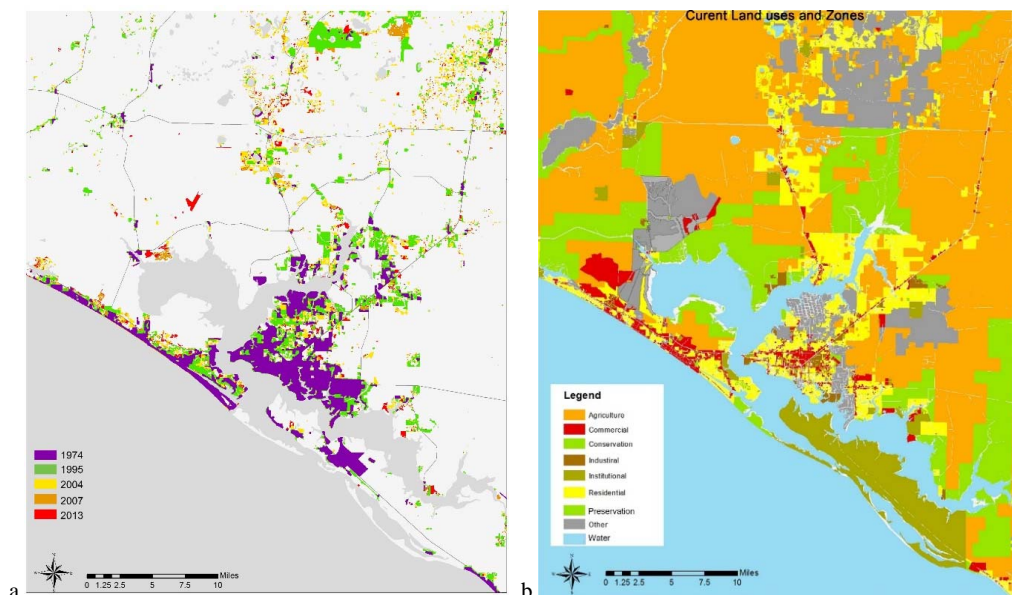 1974
1995
2004
2007
2013
Miles
0 1.25 2.5 5 7.5 10
a
Curent Land uses and Zones
Legend
Agriculture
Commercial
Conservation
Industiral
Institutional
Residential
Preservation
Other
Water
Miles
0 1.25 2.5 5 7.5 10
b